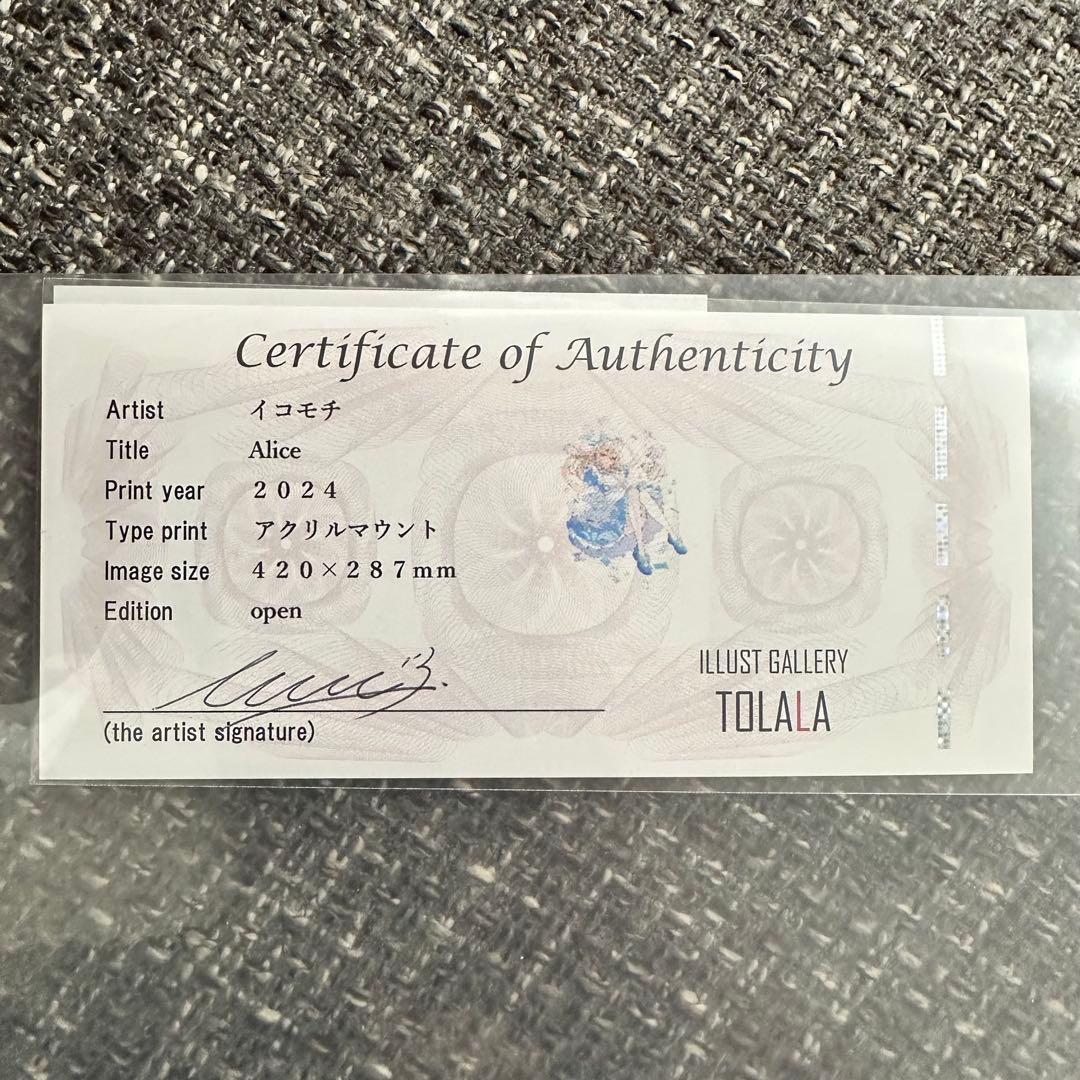 Certificate of Authenticity
Artist イコモチ
Title Alice
Print year ２０２４
Type print アクリルマウント
Image size ４２０×２８７mm
Edition open
(the artist signature)
ILLUST GALLERY
TOLALA